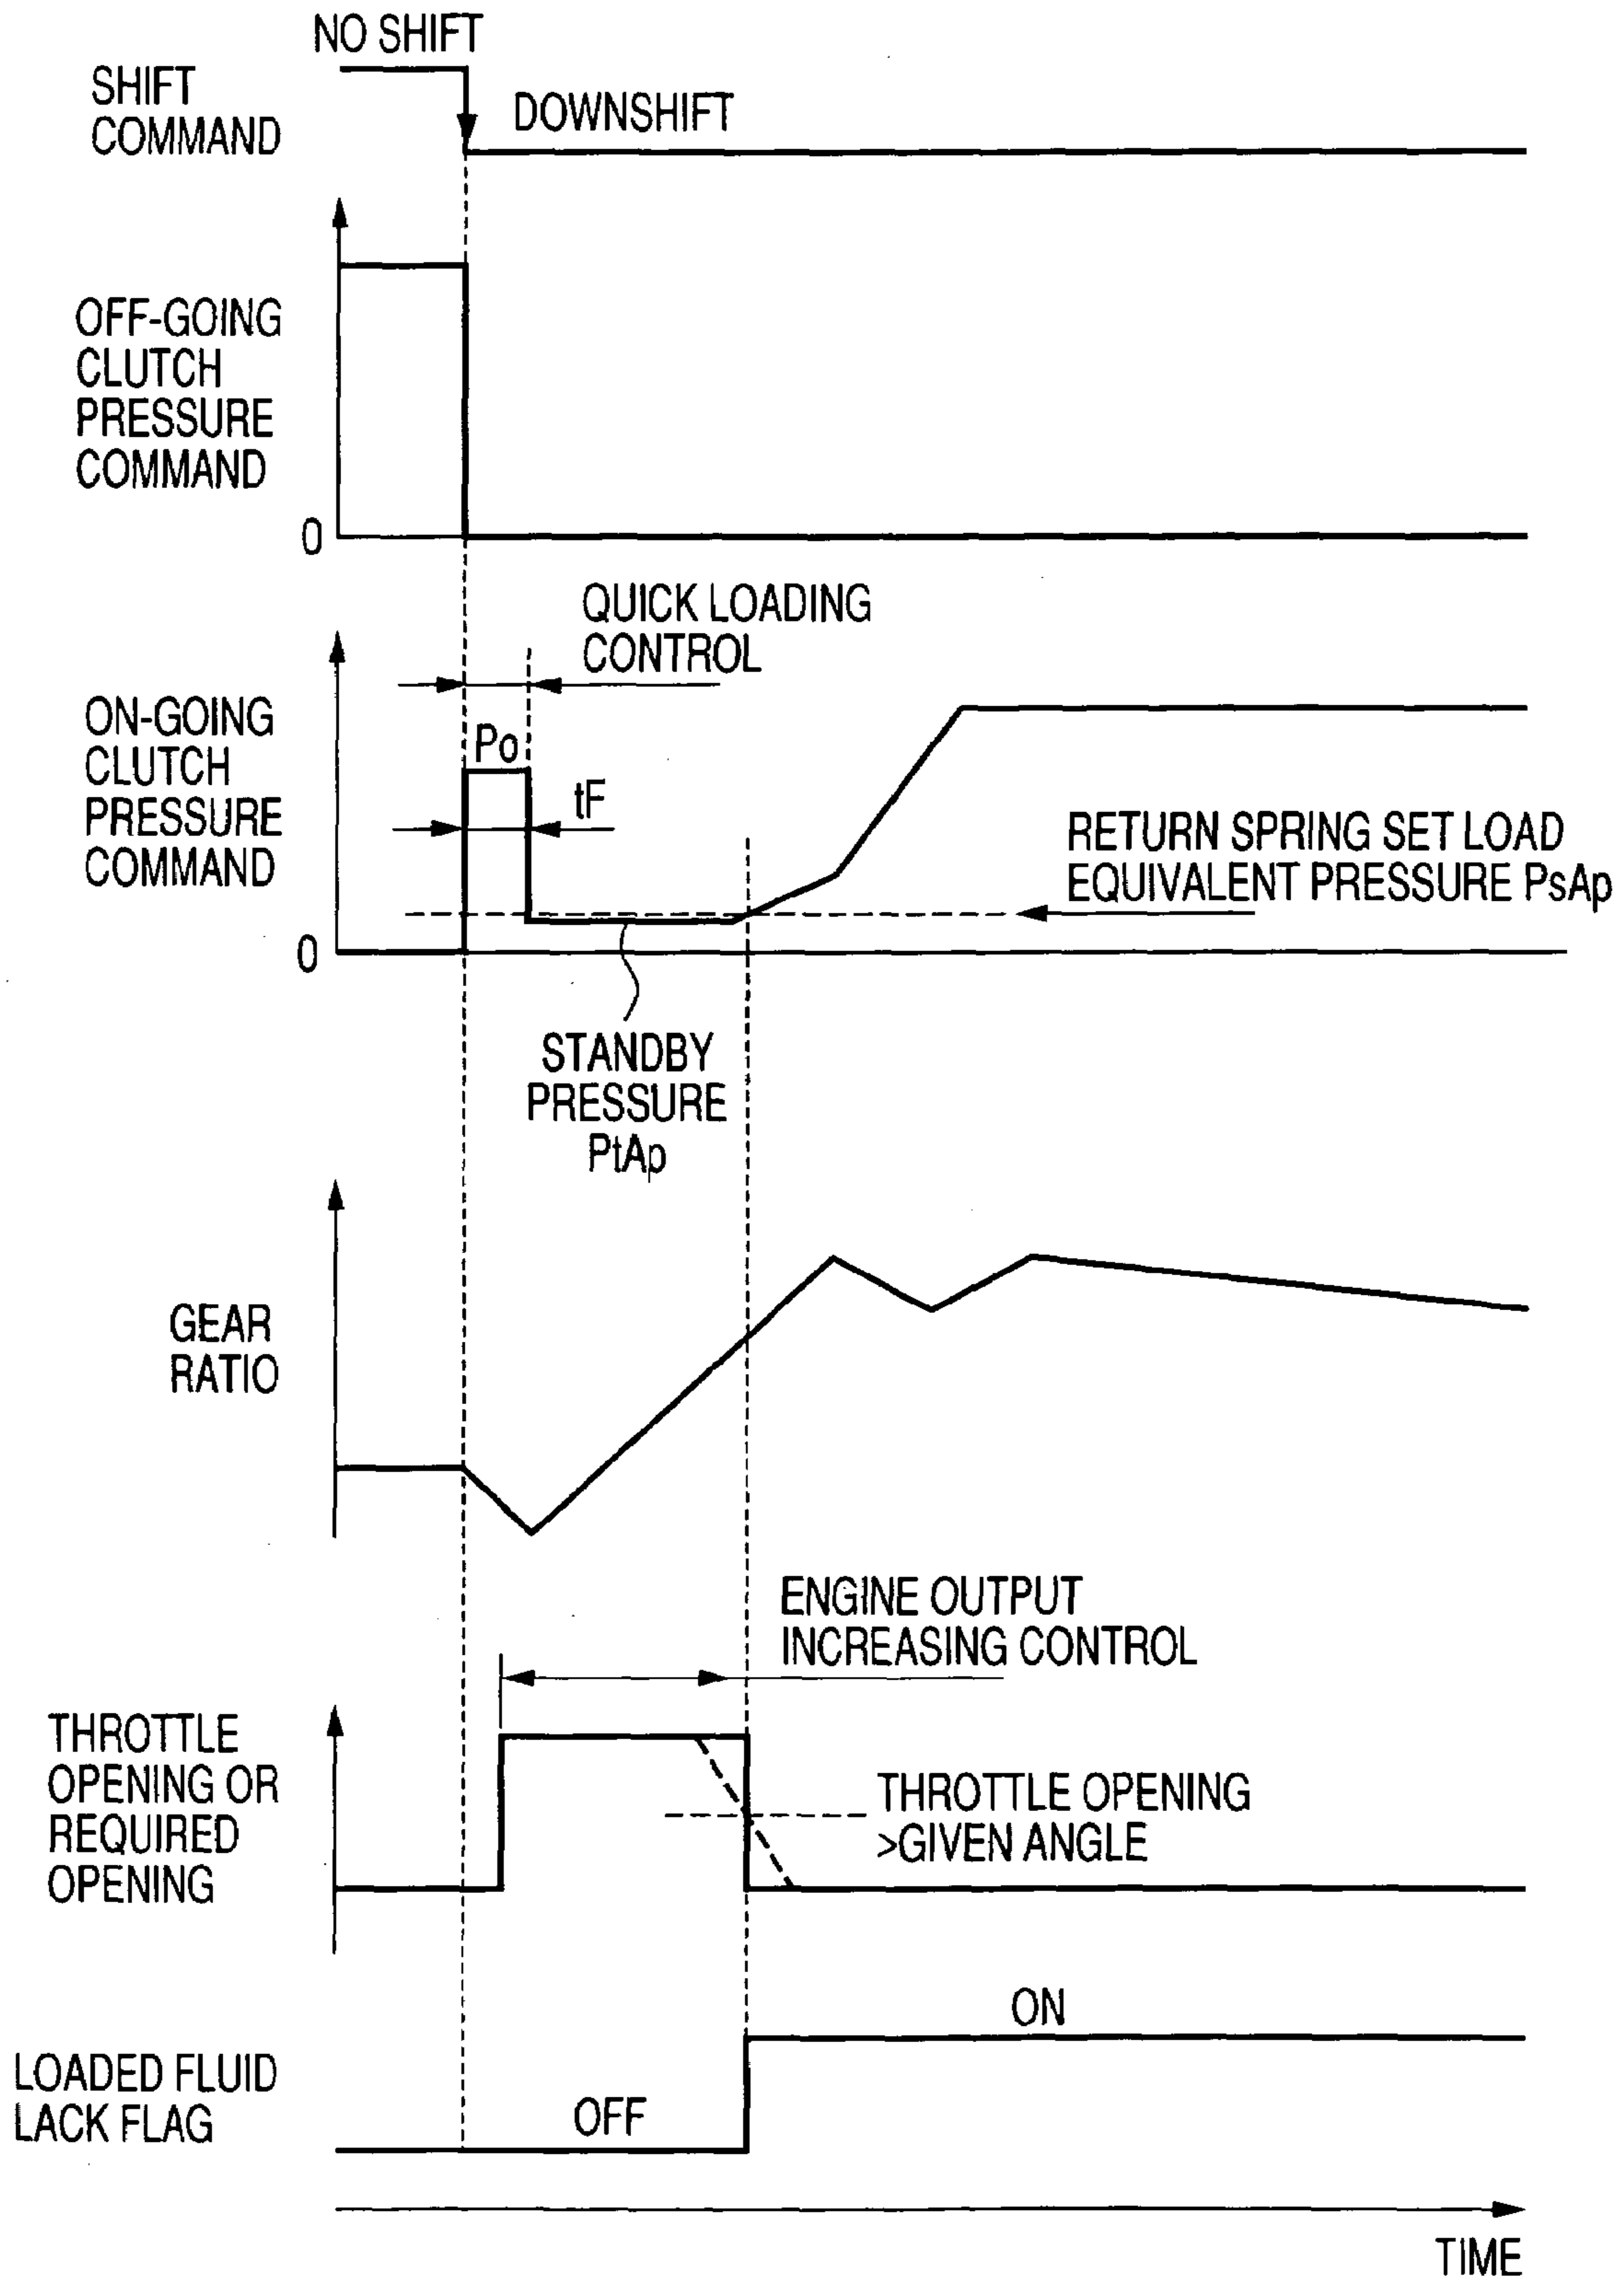 NO SHIFT
SHIFT
COMMAND
DOWNSHIFT
OFF-GOING
CLUTCH
PRESSURE
COMMAND
0
QUICK LOADING
CONTROL
ON-GOING
CLUTCH
PRESSURE
COMMAND
Po
tF
RETURN SPRING SET LOAD
EQUIVALENT PRESSURE PsAp
0
STANDBY
PRESSURE
PtAp
GEAR
RATIO
ENGINE OUTPUT
INCREASING CONTROL
THROTTLE
OPENING OR
REQUIRED
OPENING
THROTTLE OPENING
>GIVEN ANGLE
ON
LOADED FLUID
LACK FLAG
OFF
TIME